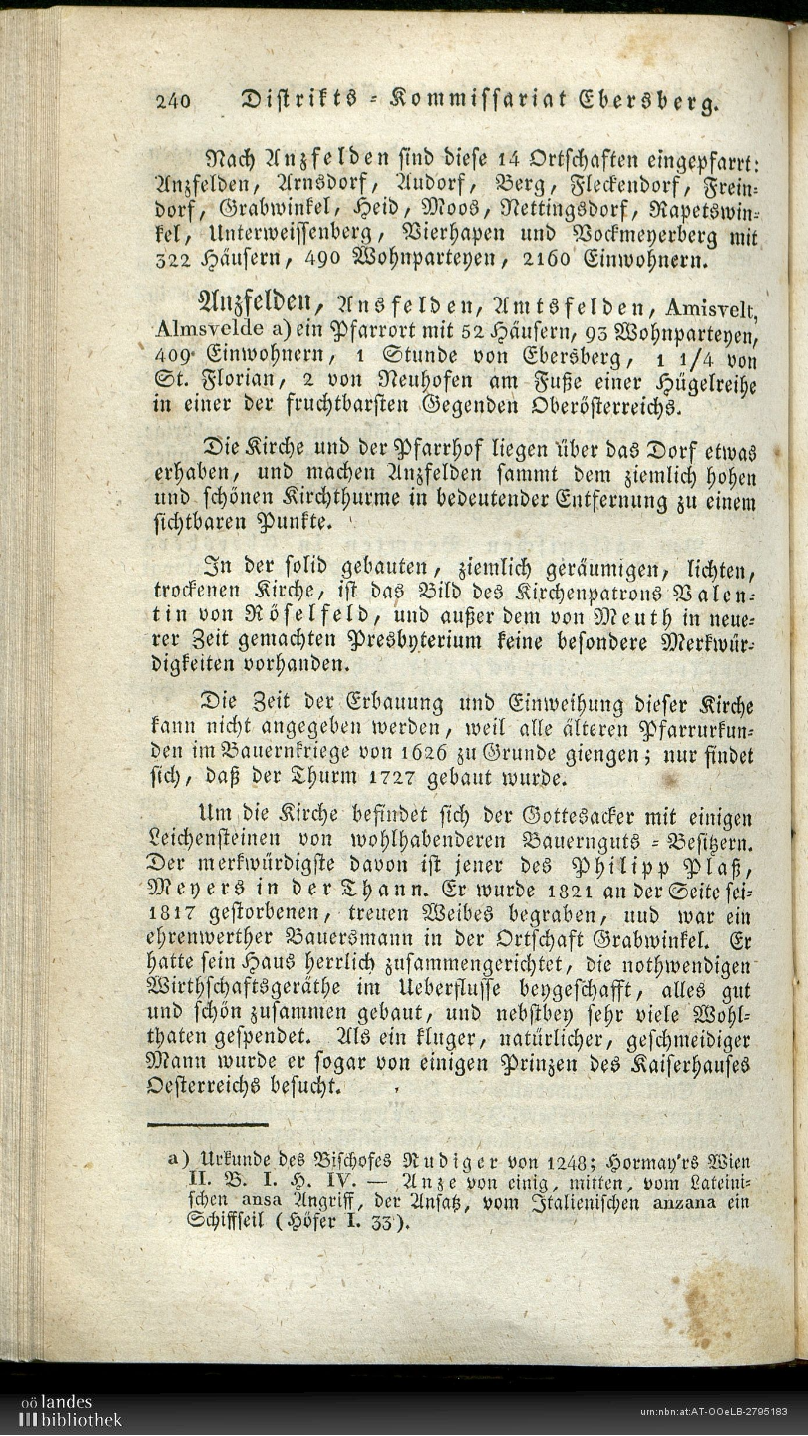 240 Distrikts = Kommissariat Ebersberg.
Nach Anzfelden sind diese 14 Ortschaften eingepfarrt:
Anzfelden, Arnsdorf, Audorf, Berg, Fleckendorf, Frein=
dorf, Grabwinkel, Heid, Moos, Nettingsdorf, Rapetswin=
kel, Unterweissenberg, Vierhapen und Vockmeyerberg mit
322 Häusern, 490 Wohnparteyen, 2160 Einwohnern.
Anzfelden, Ansfelden, Amtsfelden, Amisvelt,
Almsvelde a) ein Pfarrort mit 52 Häusern, 93 Wohnparteyen,
409 Einwohnern, 1 Stunde von Ebersberg, 1 1/4 von
St. Florian, 2 von Neuhofen am Fuße einer Hügelreihe
in einer der fruchtbarsten Gegenden Oberösterreichs.
Die Kirche und der Pfarrhof liegen über das Dorf etwas
erhaben, und machen Anzfelden sammt dem ziemlich hohen
und schönen Kirchthurme in bedeutender Entfernung zu einem
sichtbaren Punkte.
In der solid gebauten, ziemlich geräumigen, lichten,
trockenen Kirche, ist das Bild des Kirchenpatrons Valen=
tin von Röselfeld, und außer dem von Meuth in neue=
rer Zeit gemachten Presbyterium keine besondere Merkwür=
digkeiten vorhanden.
Die Zeit der Erbauung und Einweihung dieser Kirche
kann nicht angegeben werden, weil alle älteren Pfarrurkun=
den im Bauernkriege von 1626 zu Grunde giengen; nur findet
sich, daß der Thurm 1727 gebaut wurde.
Um die Kirche befindet sich der Gottesacker mit einigen
Leichensteinen von wohlhabenderen Bauernguts = Besitzern.
Der merkwürdigste davon ist jener des Philipp Plaß,
Meyers in der Thann. Er wurde 1821 an der Seite sei=
1817 gestorbenen, treuen Weibes begraben, und war ein
ehrenwerther Bauersmann in der Ortschaft Grabwinkel. Er
hatte sein Haus herrlich zusammengerichtet, die nothwendigen
Wirthschaftsgeräthe im Ueberflusse beygeschafft, alles gut
und schön zusammen gebaut, und nebstbey sehr viele Wohl=
thaten gespendet. Als ein kluger, natürlicher, geschmeidiger
Mann wurde er sogar von einigen Prinzen des Kaiserhauses
Oesterreichs besucht.
a) Urkunde des Bischofes Rudiger von 1248; Hormay'rs Wien
II. B. I. H. IV. — Anze von einig, mitten, vom Lateini=
schen ansa Angriff, der Ansatz, vom Italienischen anzana ein
Schiffseil (Höfer I. 33).
oö landes
bibliothek
urn:nbn:at:AT-OOeLB-2795183